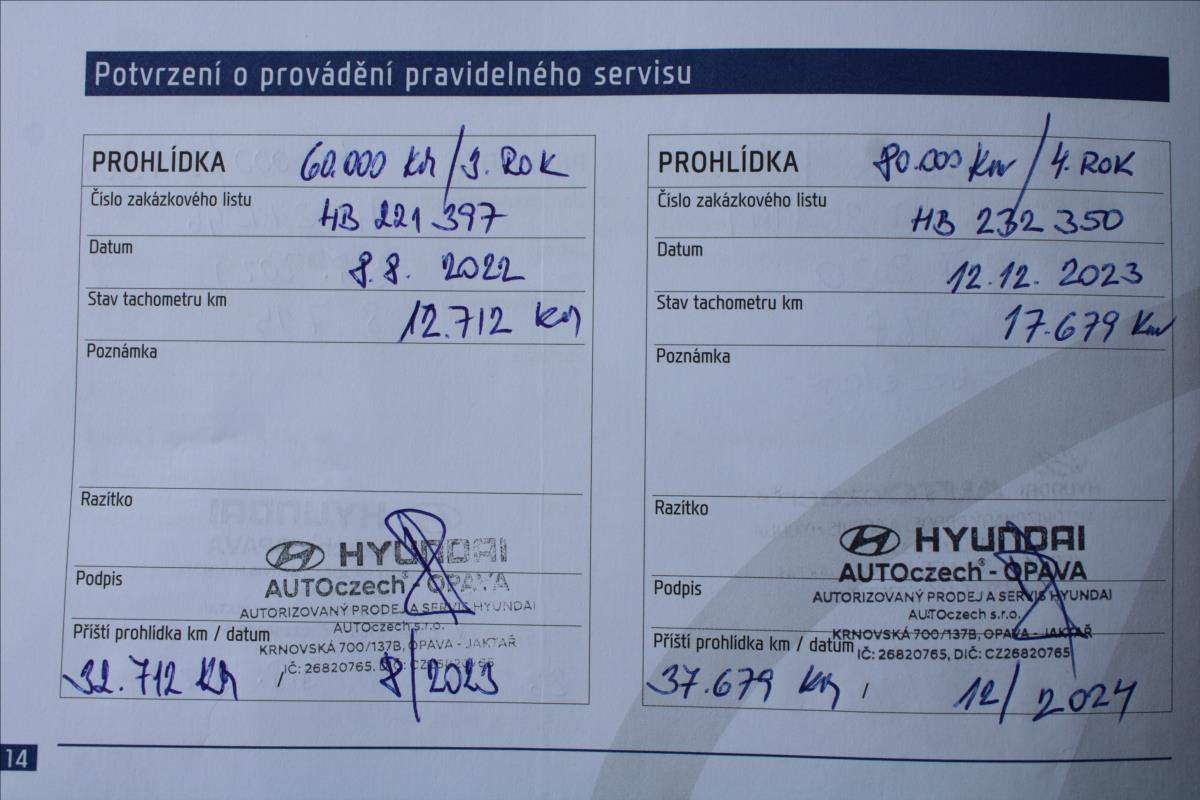 Potvrzení o provádění pravidelného servisu
PROHLÍDKA 60.000 km / 3. ROK
Číslo zakázkového listu
HB 221 397
Datum
8.8. 2022
Stav tachometru km
12.712 km
Poznámka
Razítko
HYUNDAI
AUTOczech® - OPAVA
Podpis
AUTORIZOVANÝ PRODEJ A SERVIS HYUNDAI
AUTOczech s.r.o.
Příští prohlídka km / datum
KRNOVSKÁ 700/137B, OPAVA - JAKTAŘ
IČ: 26820765, DIČ: CZ26820765
32.712 km / 8/2023
PROHLÍDKA 80.000 km / 4. ROK
Číslo zakázkového listu
HB 232 350
Datum
12.12. 2023
Stav tachometru km
17.679 km
Poznámka
Razítko
HYUNDAI
AUTOczech® - OPAVA
Podpis
AUTORIZOVANÝ PRODEJ A SERVIS HYUNDAI
AUTOczech s.r.o.
Příští prohlídka km / datum
KRNOVSKÁ 700/137B, OPAVA - JAKTAŘ
IČ: 26820765, DIČ: CZ26820765
37.679 km / 12/2024
14